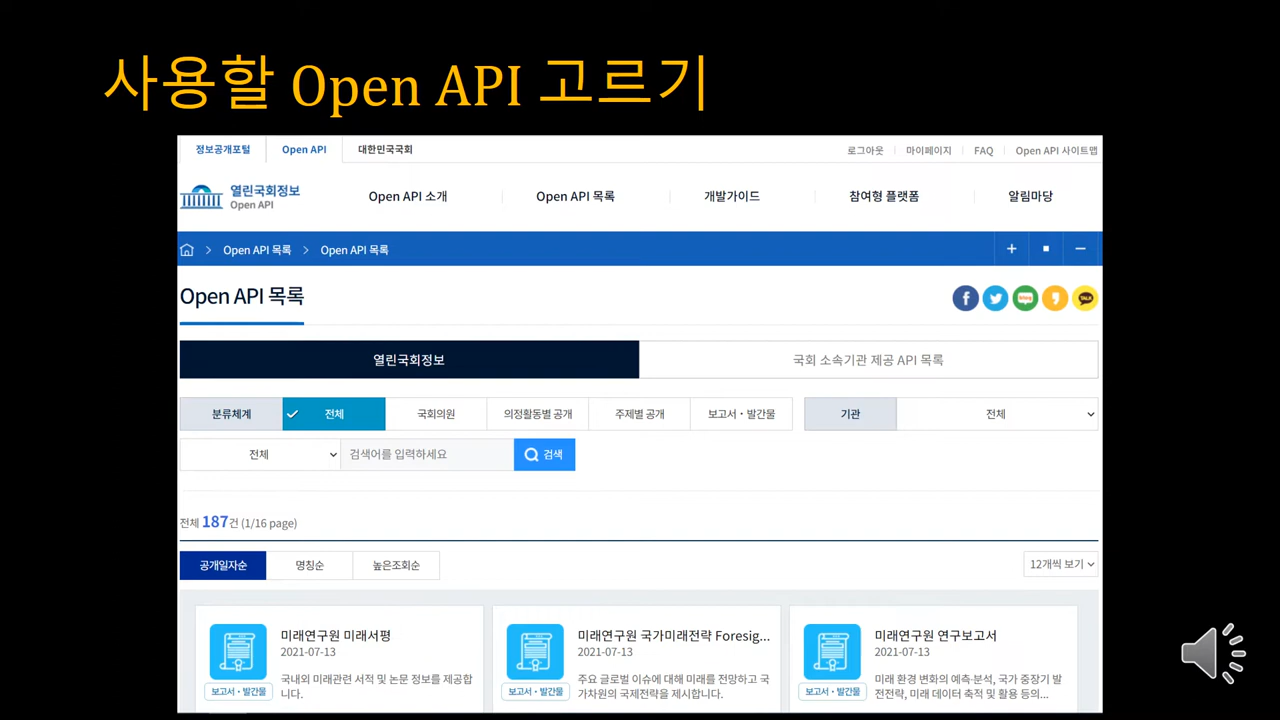 사용할 Open API 고르기
정보공개포털 Open API 대한민국국회 로그아웃 마이페이지 FAQ Open API 사이트맵
열린국회정보
Open API
Open API 소개 Open API 목록 개발가이드 참여형 플랫폼 알림마당
Open API 목록 > Open API 목록
Open API 목록
열린국회정보 국회 소속기관 제공 API 목록
분류체계 전체 국회의원 의정활동별 공개 주제별 공개 보고서・발간물 기관 전체
전체 검색어를 입력하세요 검색
전체 187건 (1/16 page)
공개일자순 명칭순 높은조회순 12개씩 보기
미래연구원 미래서평
2021-07-13
국내외 미래관련 서적 및 논문 정보를 제공합
니다.
보고서・발간물
미래연구원 국가미래전략 Foresig...
2021-07-13
주요 글로벌 이슈에 대해 미래를 전망하고 국
가차원의 국제전략을 제시합니다.
보고서・발간물
미래연구원 연구보고서
2021-07-13
미래 환경 변화의 예측·분석, 국가 중장기 발
전전략, 미래 데이터 축적 및 활용 등의...
보고서・발간물